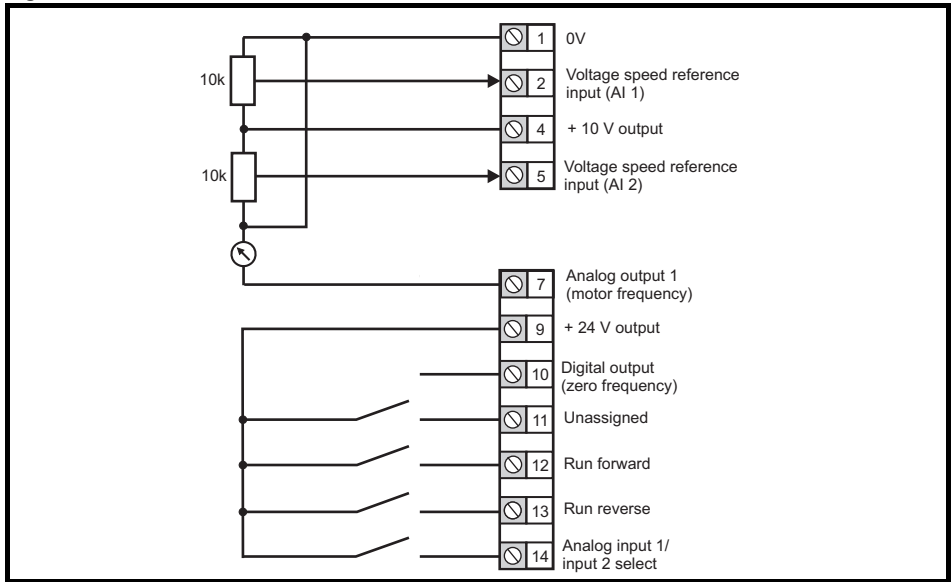 1 0V
10k
2 Voltage speed reference
input (AI 1)
4 + 10 V output
10k
5 Voltage speed reference
input (AI 2)
7 Analog output 1
(motor frequency)
9 + 24 V output
10 Digital output
(zero frequency)
11 Unassigned
12 Run forward
13 Run reverse
14 Analog input 1/
input 2 select